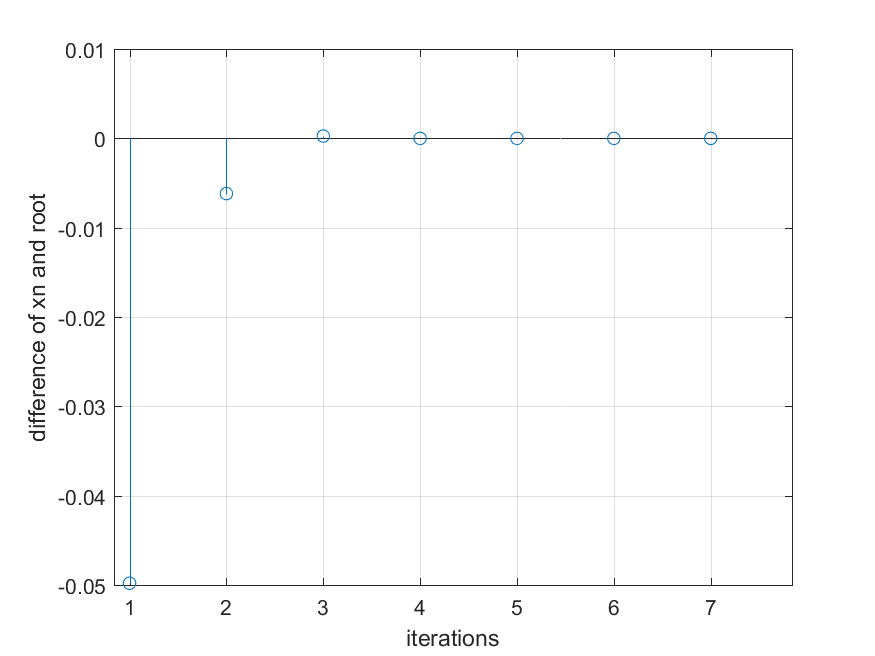 0.01
0
-0.01
-0.02
-0.03
-0.04
-0.05
difference of xn and root
1 2 3 4 5 6 7
iterations